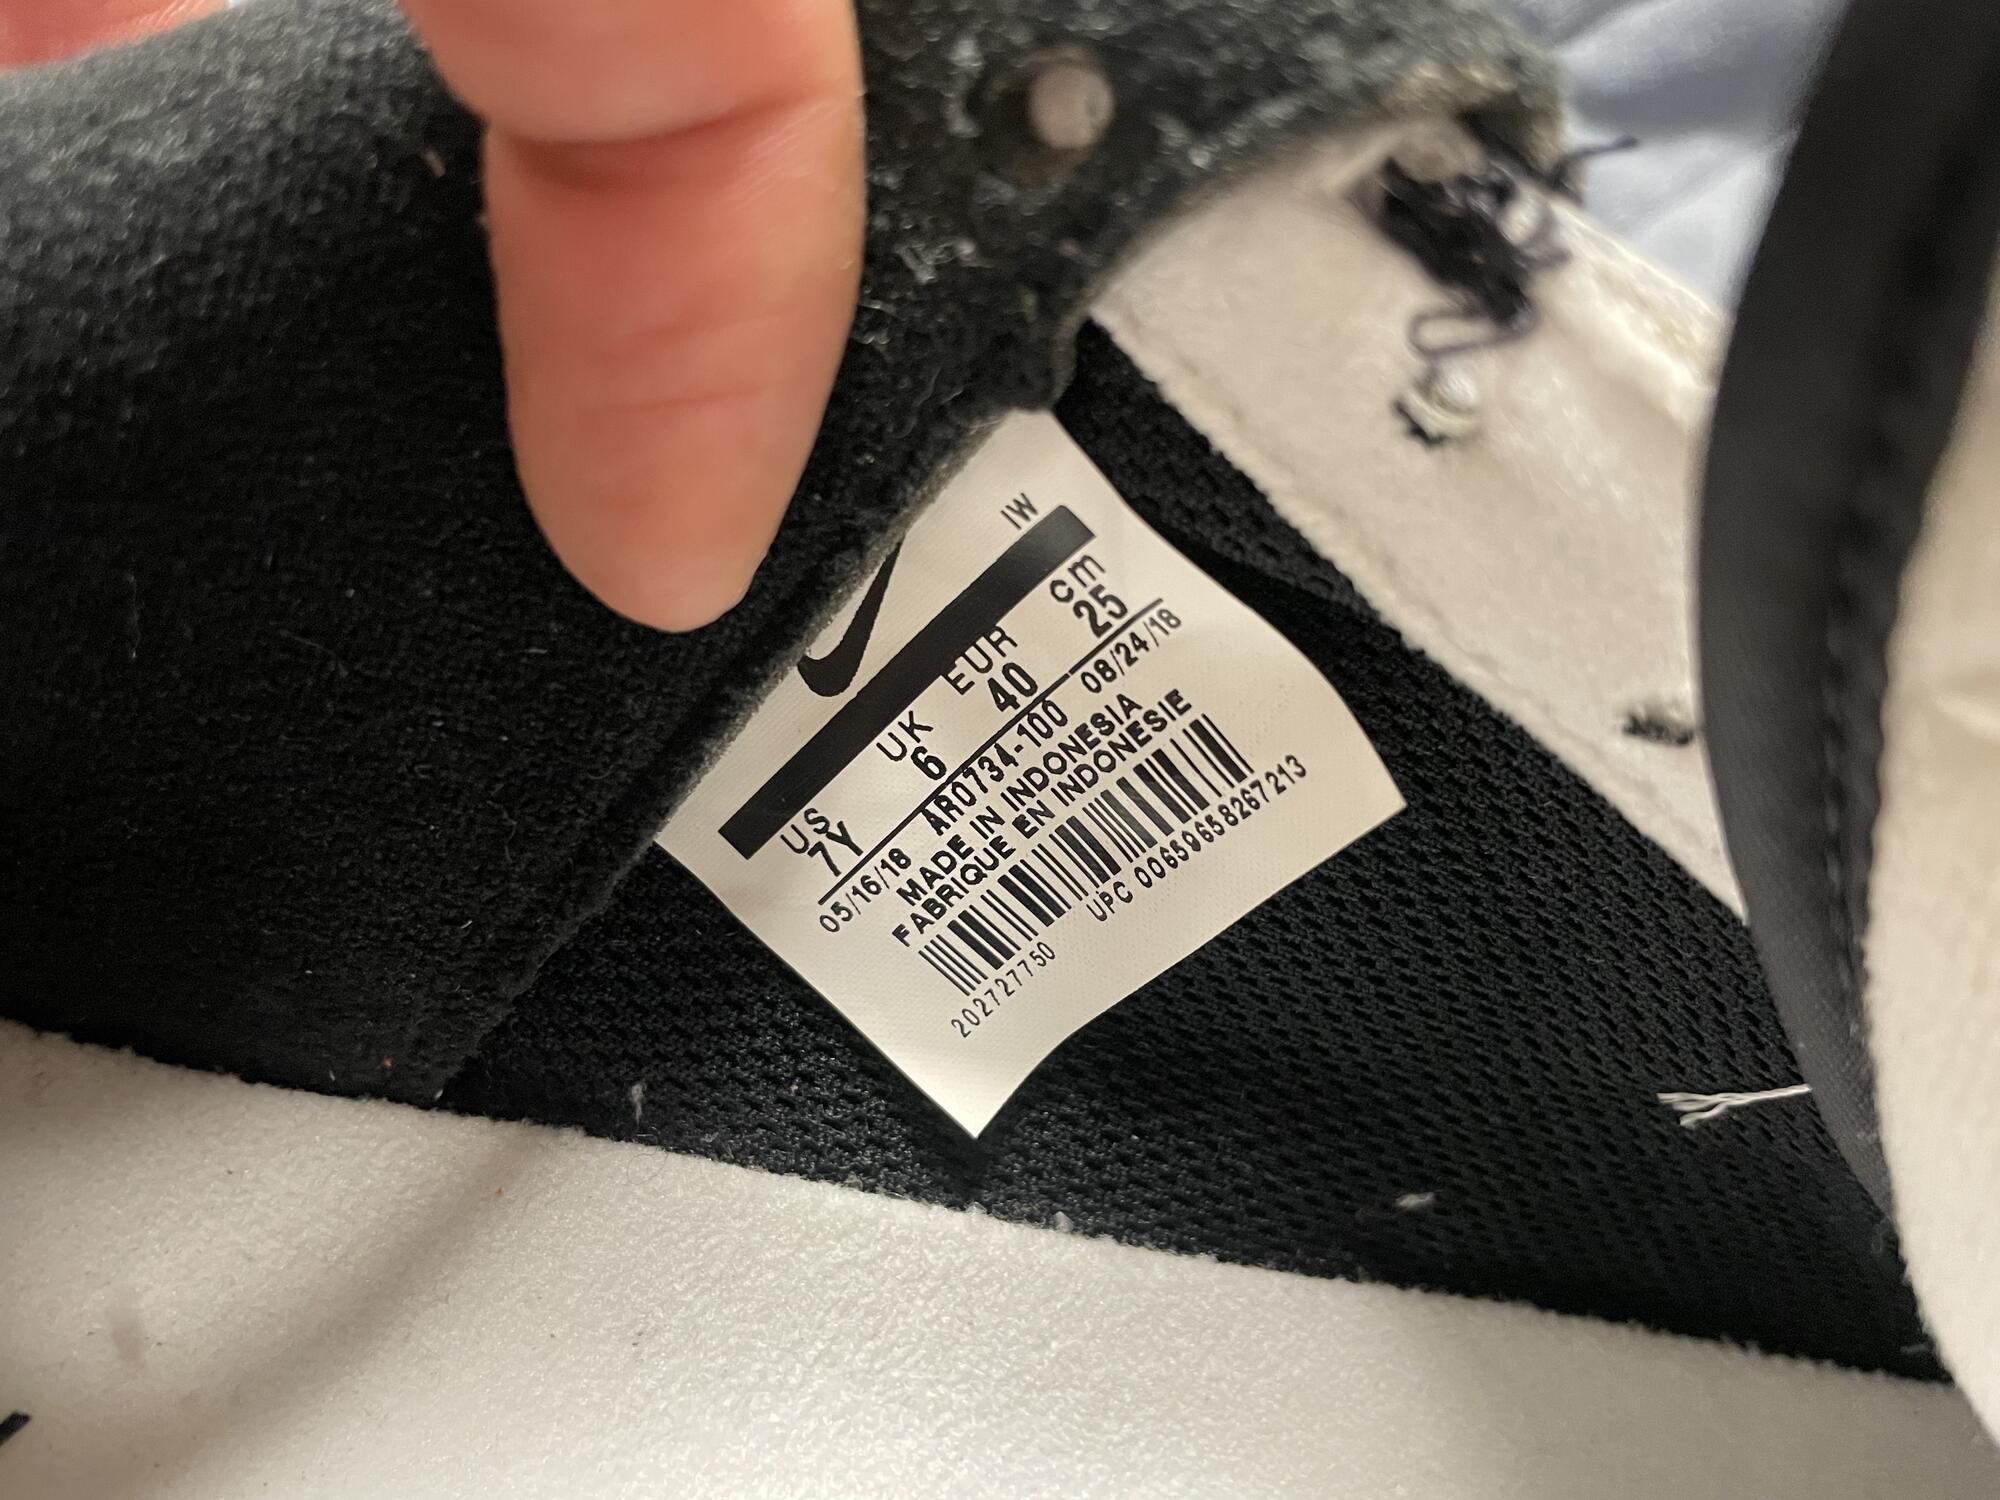 IW
US UK EUR cm
7Y 6 40 25
05/16/18 AR0734-100 08/24/18
MADE IN INDONESIA
FABRIQUE EN INDONESIE
202727750 UPC 00659658267213